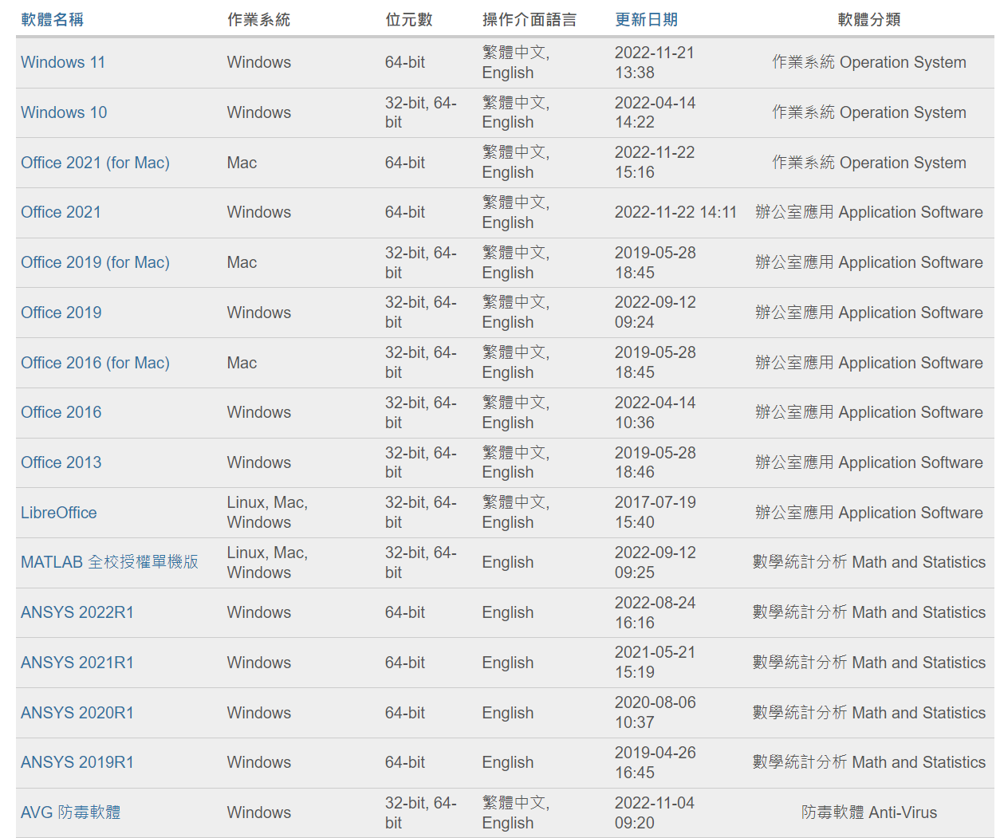 軟體名稱 作業系統 位元數 操作介面語言 更新日期 軟體分類
Windows 11 Windows 64-bit 繁體中文, English 2022-11-21 13:38 作業系統 Operation System
Windows 10 Windows 32-bit, 64-bit 繁體中文, English 2022-04-14 14:22 作業系統 Operation System
Office 2021 (for Mac) Mac 64-bit 繁體中文, English 2022-11-22 15:16 作業系統 Operation System
Office 2021 Windows 64-bit 繁體中文, English 2022-11-22 14:11 辦公室應用 Application Software
Office 2019 (for Mac) Mac 32-bit, 64-bit 繁體中文, English 2019-05-28 18:45 辦公室應用 Application Software
Office 2019 Windows 32-bit, 64-bit 繁體中文, English 2022-09-12 09:24 辦公室應用 Application Software
Office 2016 (for Mac) Mac 32-bit, 64-bit 繁體中文, English 2019-05-28 18:45 辦公室應用 Application Software
Office 2016 Windows 32-bit, 64-bit 繁體中文, English 2022-04-14 10:36 辦公室應用 Application Software
Office 2013 Windows 32-bit, 64-bit 繁體中文, English 2019-05-28 18:46 辦公室應用 Application Software
LibreOffice Linux, Mac, Windows 32-bit, 64-bit 繁體中文, English 2017-07-19 15:40 辦公室應用 Application Software
MATLAB 全校授權單機版 Linux, Mac, Windows 32-bit, 64-bit English 2022-09-12 09:25 數學統計分析 Math and Statistics
ANSYS 2022R1 Windows 64-bit English 2022-08-24 16:16 數學統計分析 Math and Statistics
ANSYS 2021R1 Windows 64-bit English 2021-05-21 15:19 數學統計分析 Math and Statistics
ANSYS 2020R1 Windows 64-bit English 2020-08-06 10:37 數學統計分析 Math and Statistics
ANSYS 2019R1 Windows 64-bit English 2019-04-26 16:45 數學統計分析 Math and Statistics
AVG 防毒軟體 Windows 32-bit, 64-bit 繁體中文, English 2022-11-04 09:20 防毒軟體 Anti-Virus